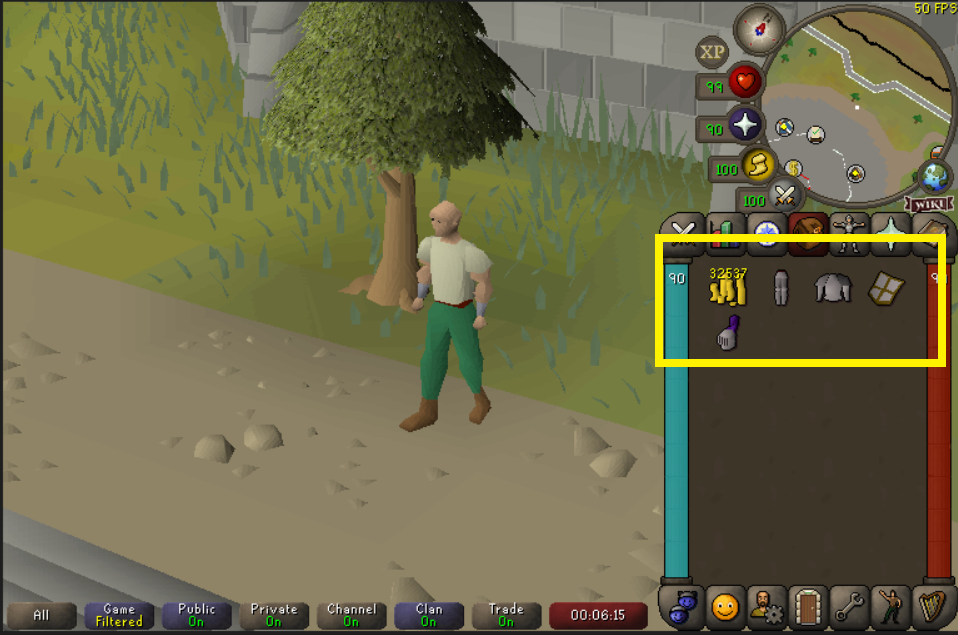 50 FPS
XP
99
90
100
100
WIKI
90
32537
All
Game
Filtered
Public
On
Private
On
Channel
On
Clan
On
Trade
On
00:06:15